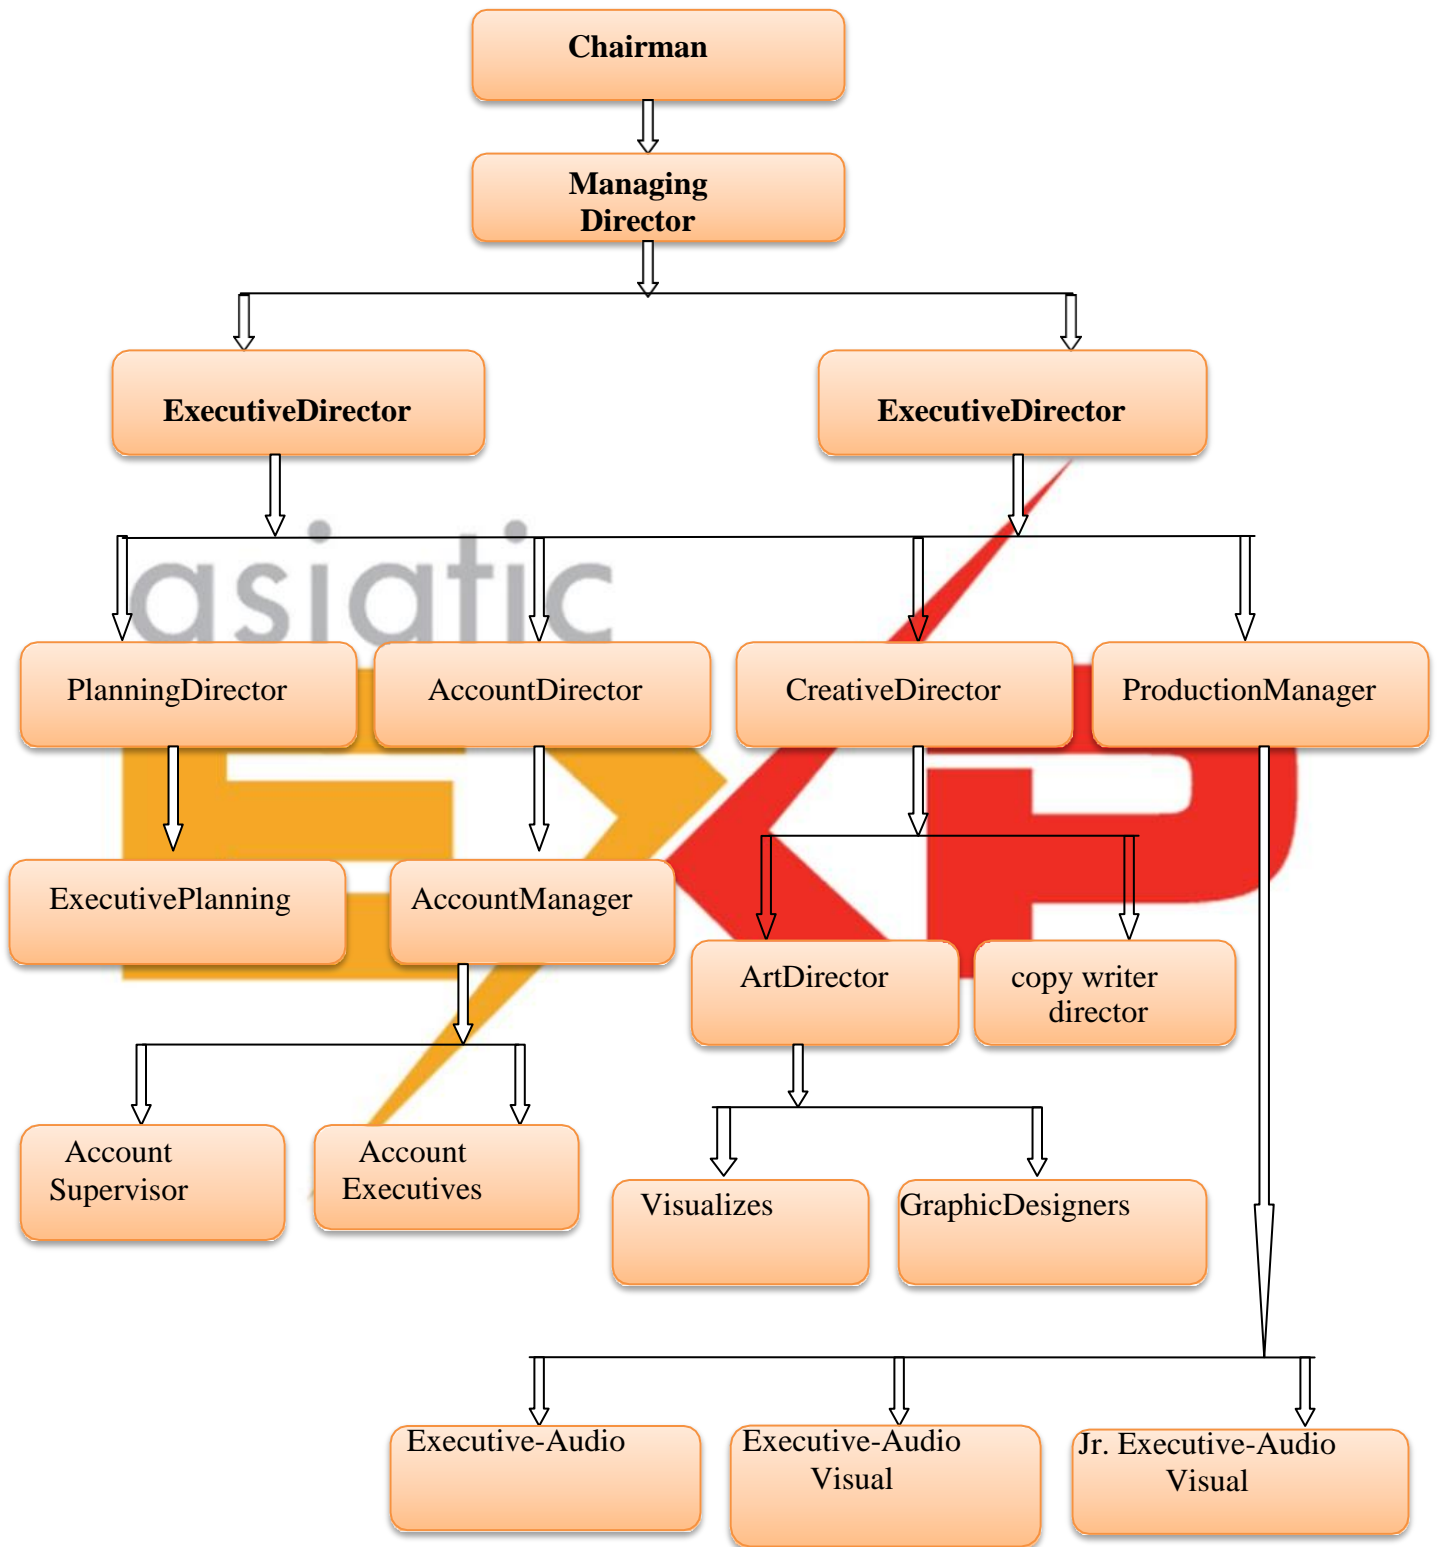 Chairman
Managing
Director
ExecutiveDirector
ExecutiveDirector
asiatic
EXP
PlanningDirector
AccountDirector
CreativeDirector
ProductionManager
ExecutivePlanning
AccountManager
ArtDirector
copy writer
director
Account
Supervisor
Account
Executives
Visualizes
GraphicDesigners
Executive-Audio
Executive-Audio
Visual
Jr. Executive-Audio
Visual